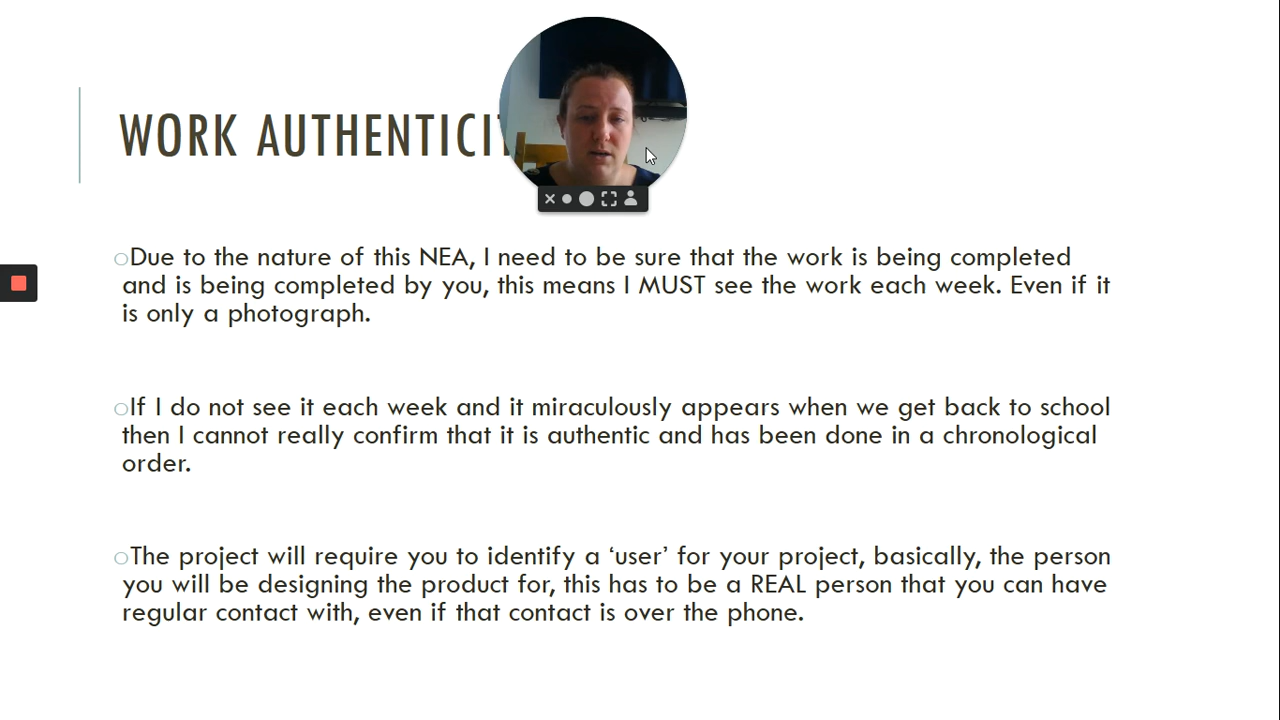 WORK AUTHENTICI
○Due to the nature of this NEA, I need to be sure that the work is being completed
and is being completed by you, this means I MUST see the work each week. Even if it
is only a photograph.
○If I do not see it each week and it miraculously appears when we get back to school
then I cannot really confirm that it is authentic and has been done in a chronological
order.
○The project will require you to identify a ‘user’ for your project, basically, the person
you will be designing the product for, this has to be a REAL person that you can have
regular contact with, even if that contact is over the phone.